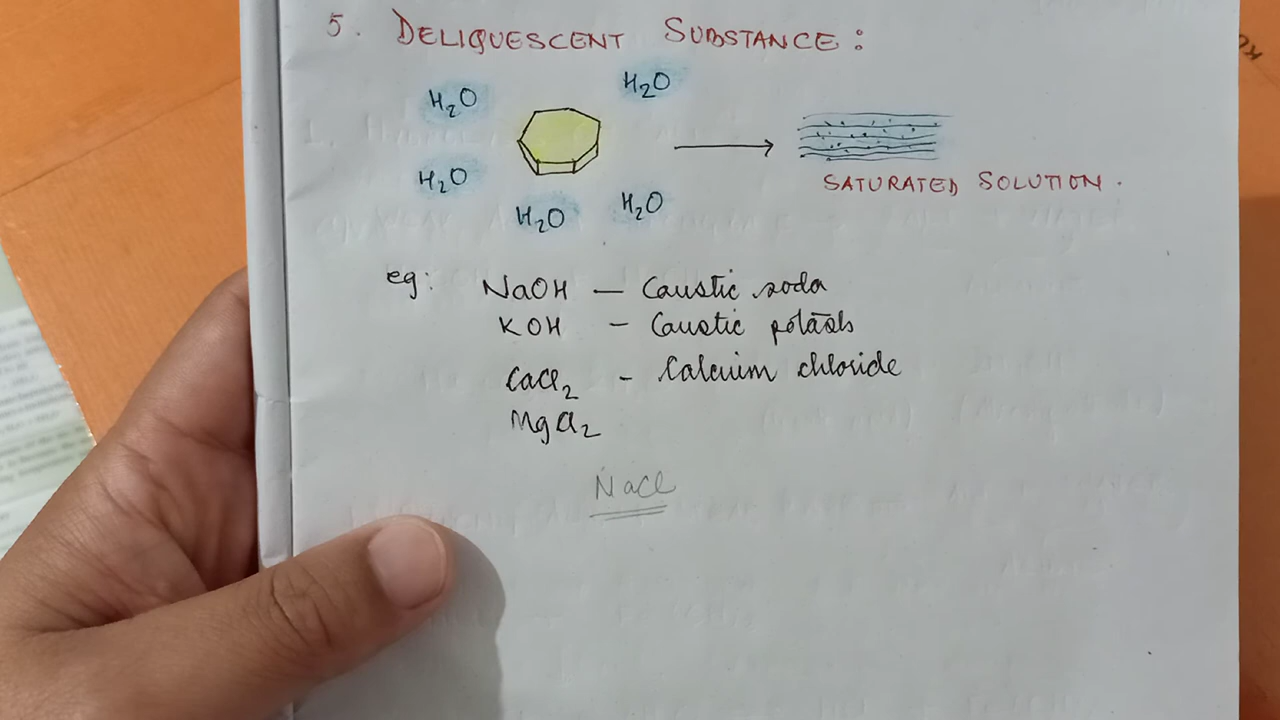 5. DELIQUESCENT SUBSTANCE:
H₂O
H₂O
H₂O
H₂O
H₂O
SATURATED SOLUTION.
eg: NaOH — Caustic soda
KOH – Caustic potash
CaCl₂ – Calcium chloride
MgCl₂
NaCl